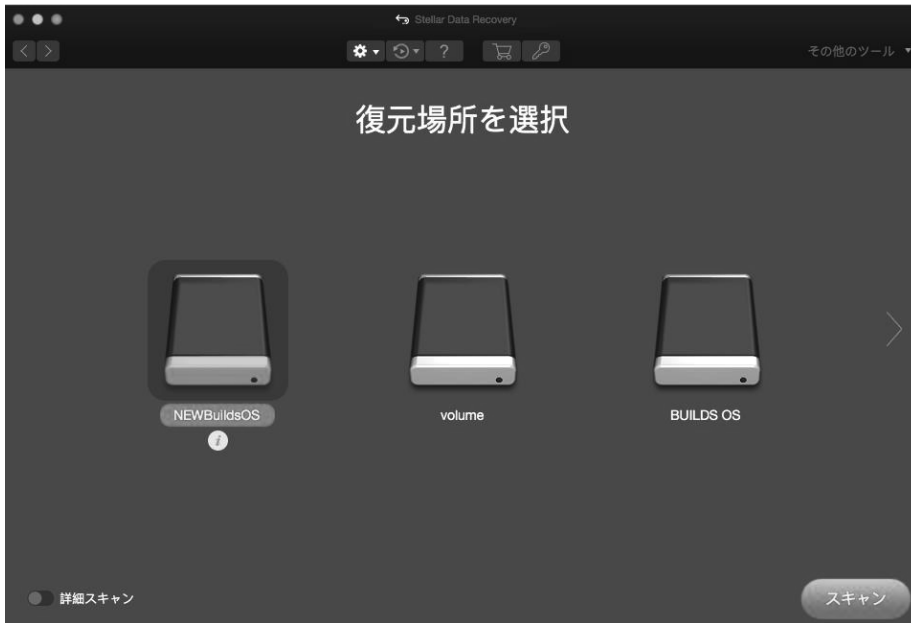 Stellar Data Recovery
?
その他のツール
復元場所を選択
NEWBuildsOS
volume
BUILDS OS
i
詳細スキャン
スキャン